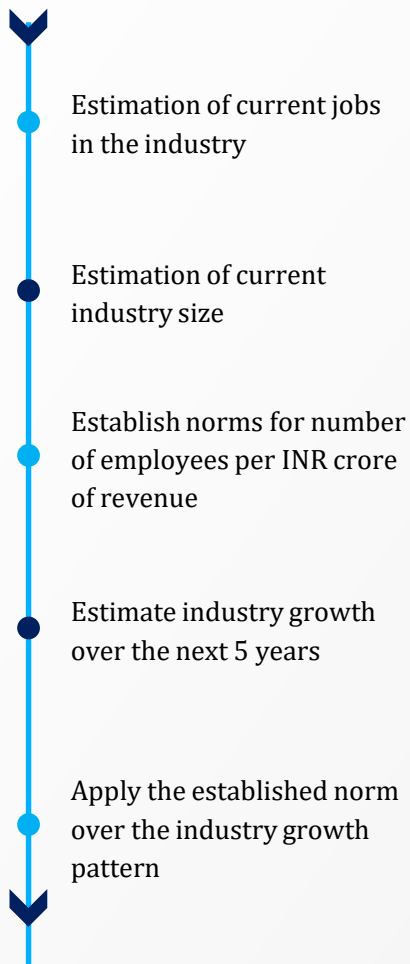 Estimation of current jobs
in the industry
Estimation of current
industry size
Establish norms for number
of employees per INR crore
of revenue
Estimate industry growth
over the next 5 years
Apply the established norm
over the industry growth
pattern